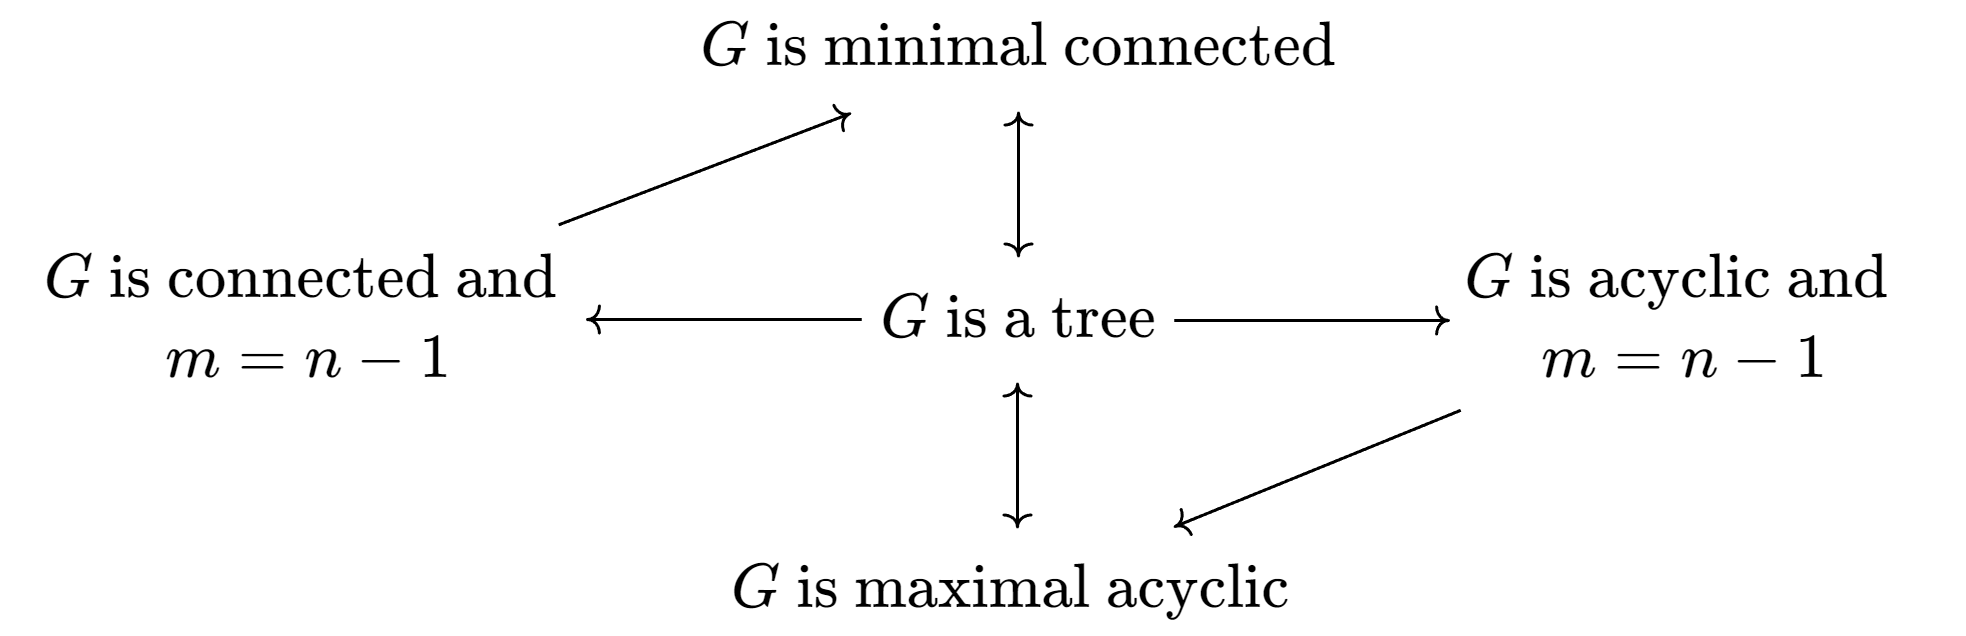 G is minimal connected
G is connected and
m = n − 1
G is a tree
G is acyclic and
m = n − 1
G is maximal acyclic